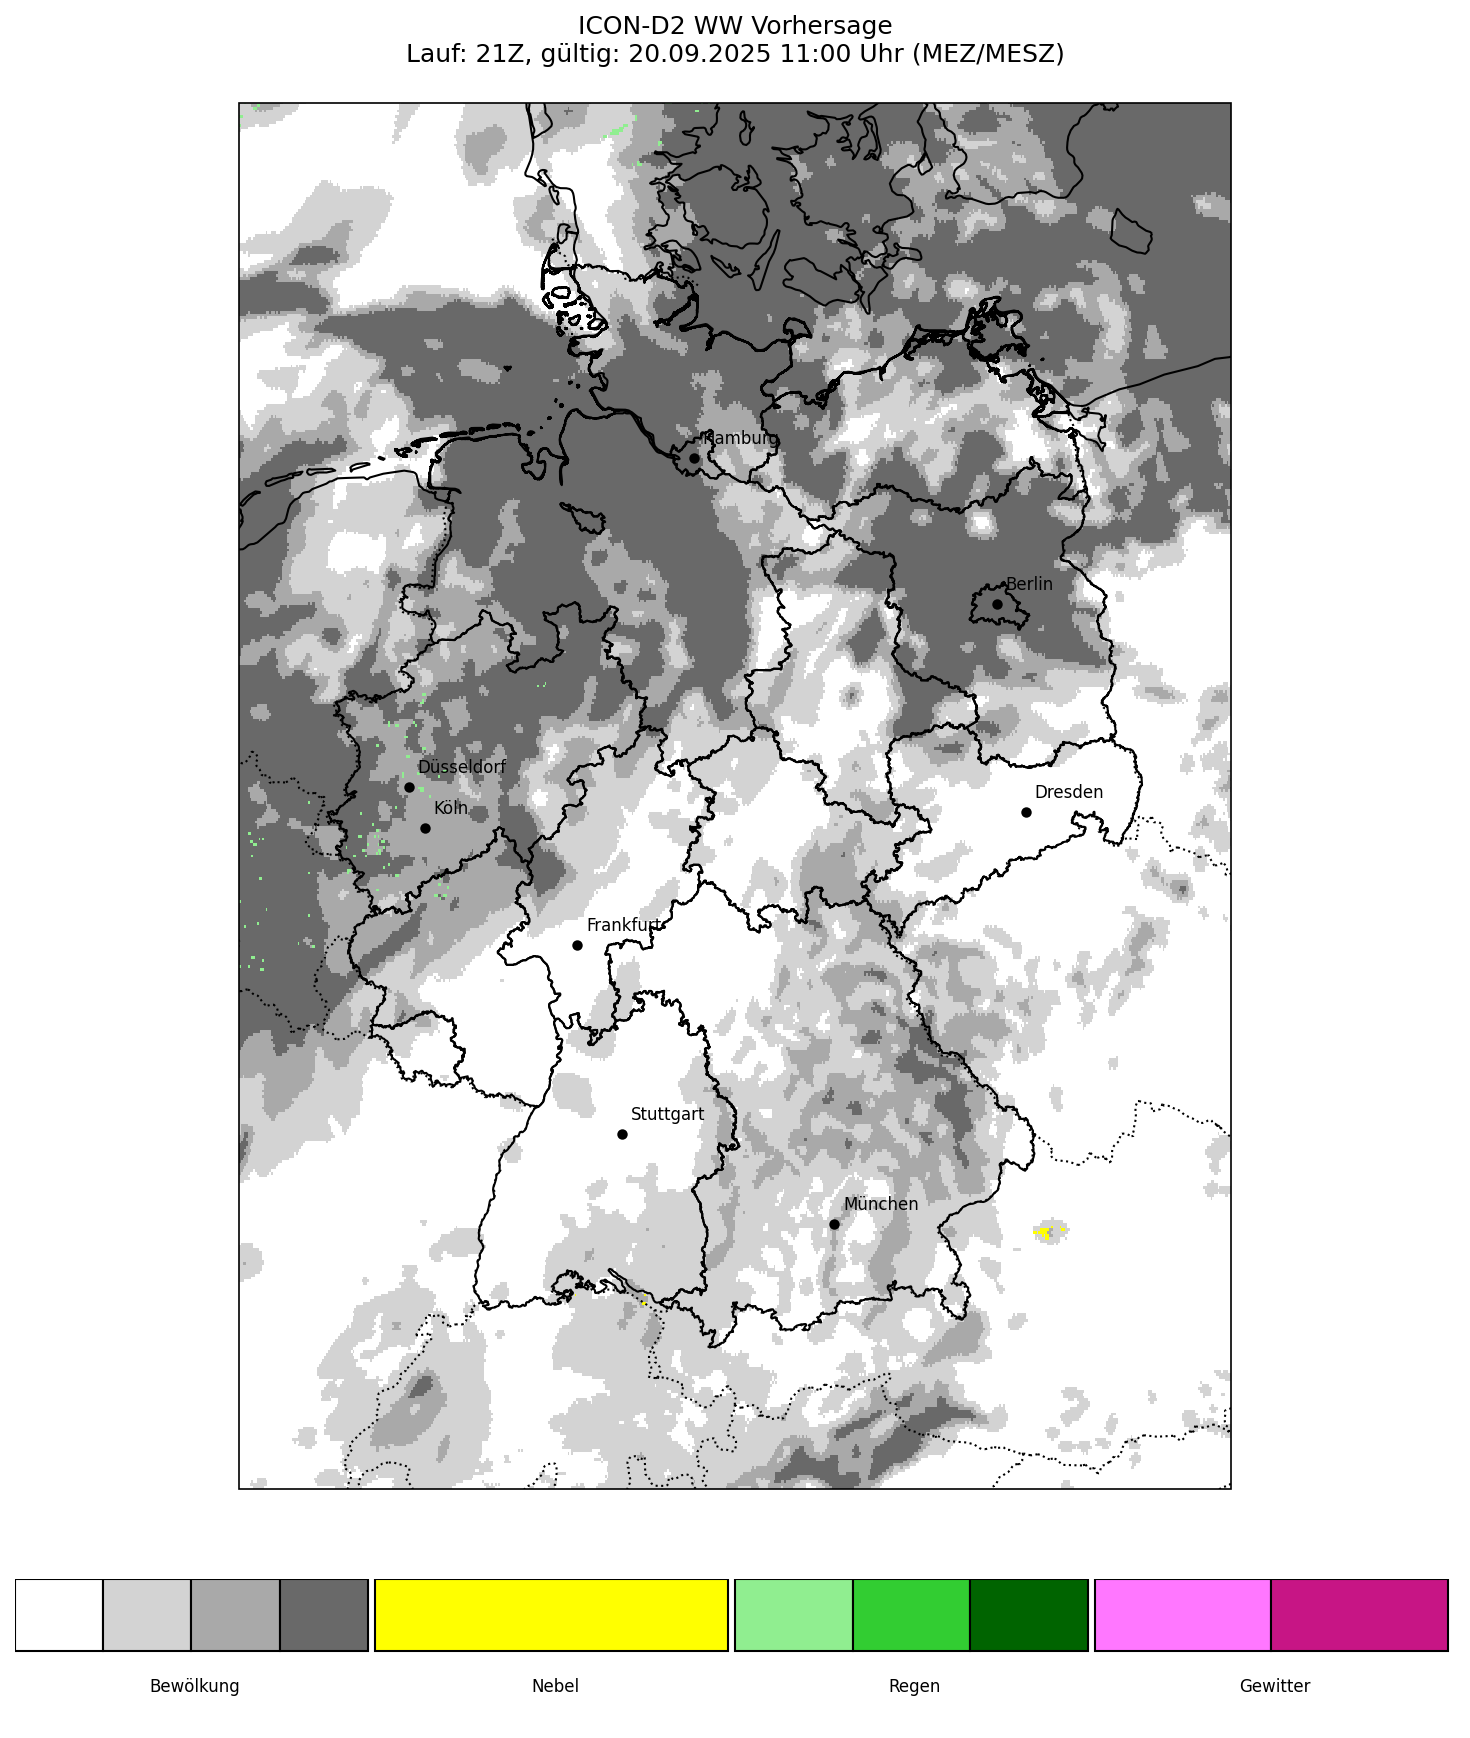 ICON-D2 WW Vorhersage
Lauf: 21Z, gültig: 20.09.2025 11:00 Uhr (MEZ/MESZ)
Hamburg
Berlin
Düsseldorf
Köln
Dresden
Frankfurt
Stuttgart
München
Bewölkung
Nebel
Regen
Gewitter